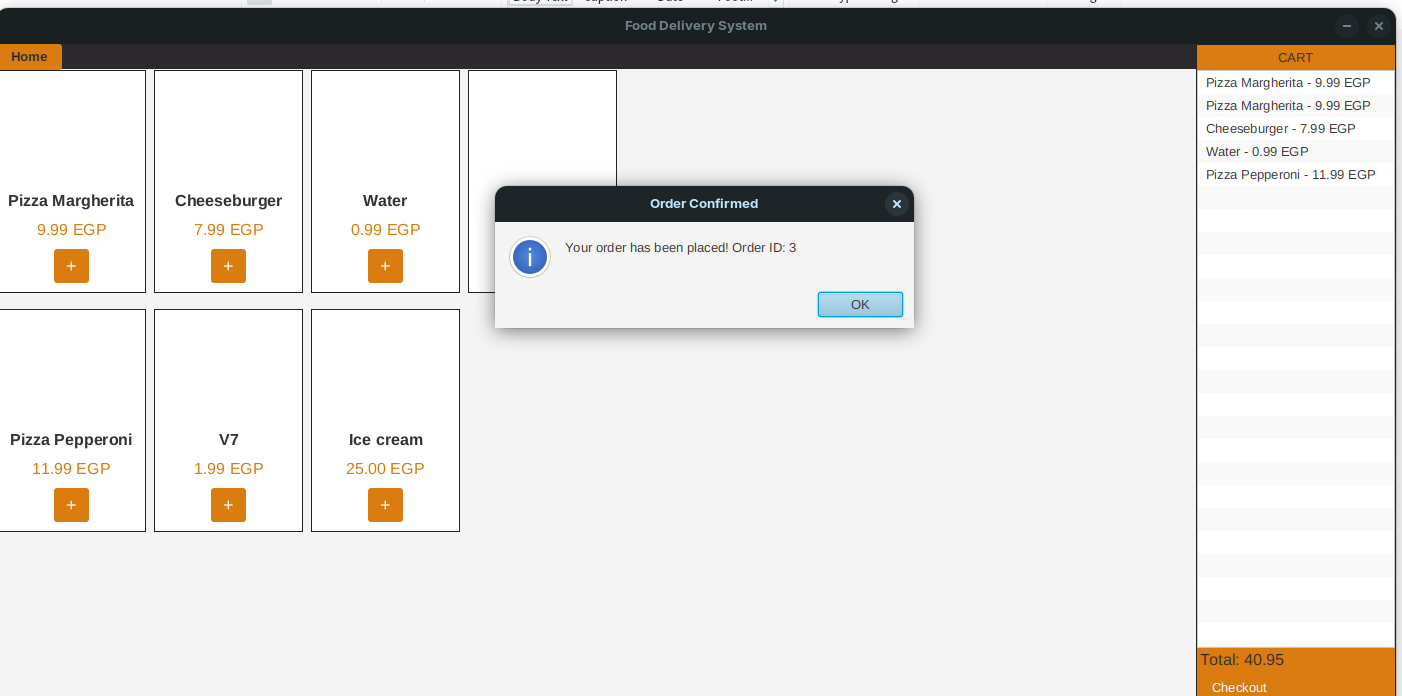 Food Delivery System
Home
CART
Pizza Margherita - 9.99 EGP
Pizza Margherita - 9.99 EGP
Cheeseburger - 7.99 EGP
Water - 0.99 EGP
Pizza Pepperoni - 11.99 EGP
Pizza Margherita
9.99 EGP
+
Cheeseburger
7.99 EGP
+
Water
0.99 EGP
+
Order Confirmed
Your order has been placed! Order ID: 3
OK
Pizza Pepperoni
11.99 EGP
+
V7
1.99 EGP
+
Ice cream
25.00 EGP
+
Total: 40.95
Checkout